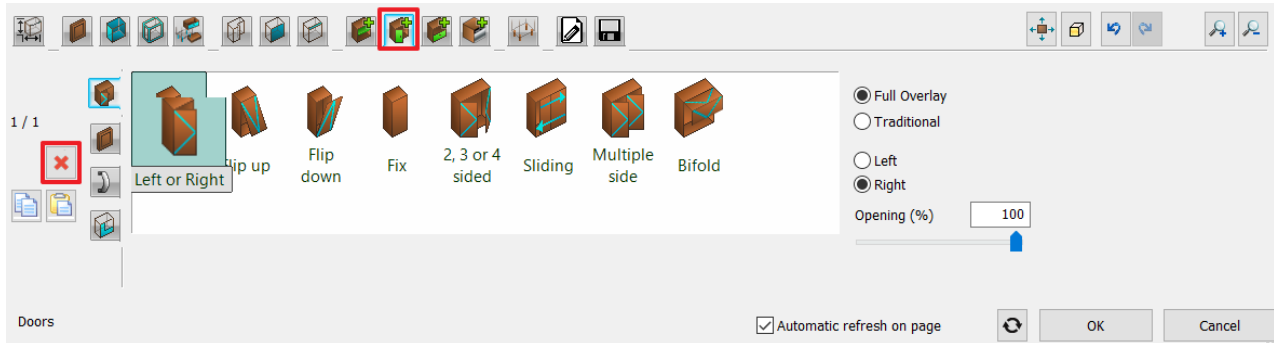 1 / 1
Left or Right
lip up
Flip
down
Fix
2, 3 or 4
sided
Sliding
Multiple
side
Bifold
Full Overlay
Traditional
Left
Right
Opening (%)
100
Doors
Automatic refresh on page
OK
Cancel